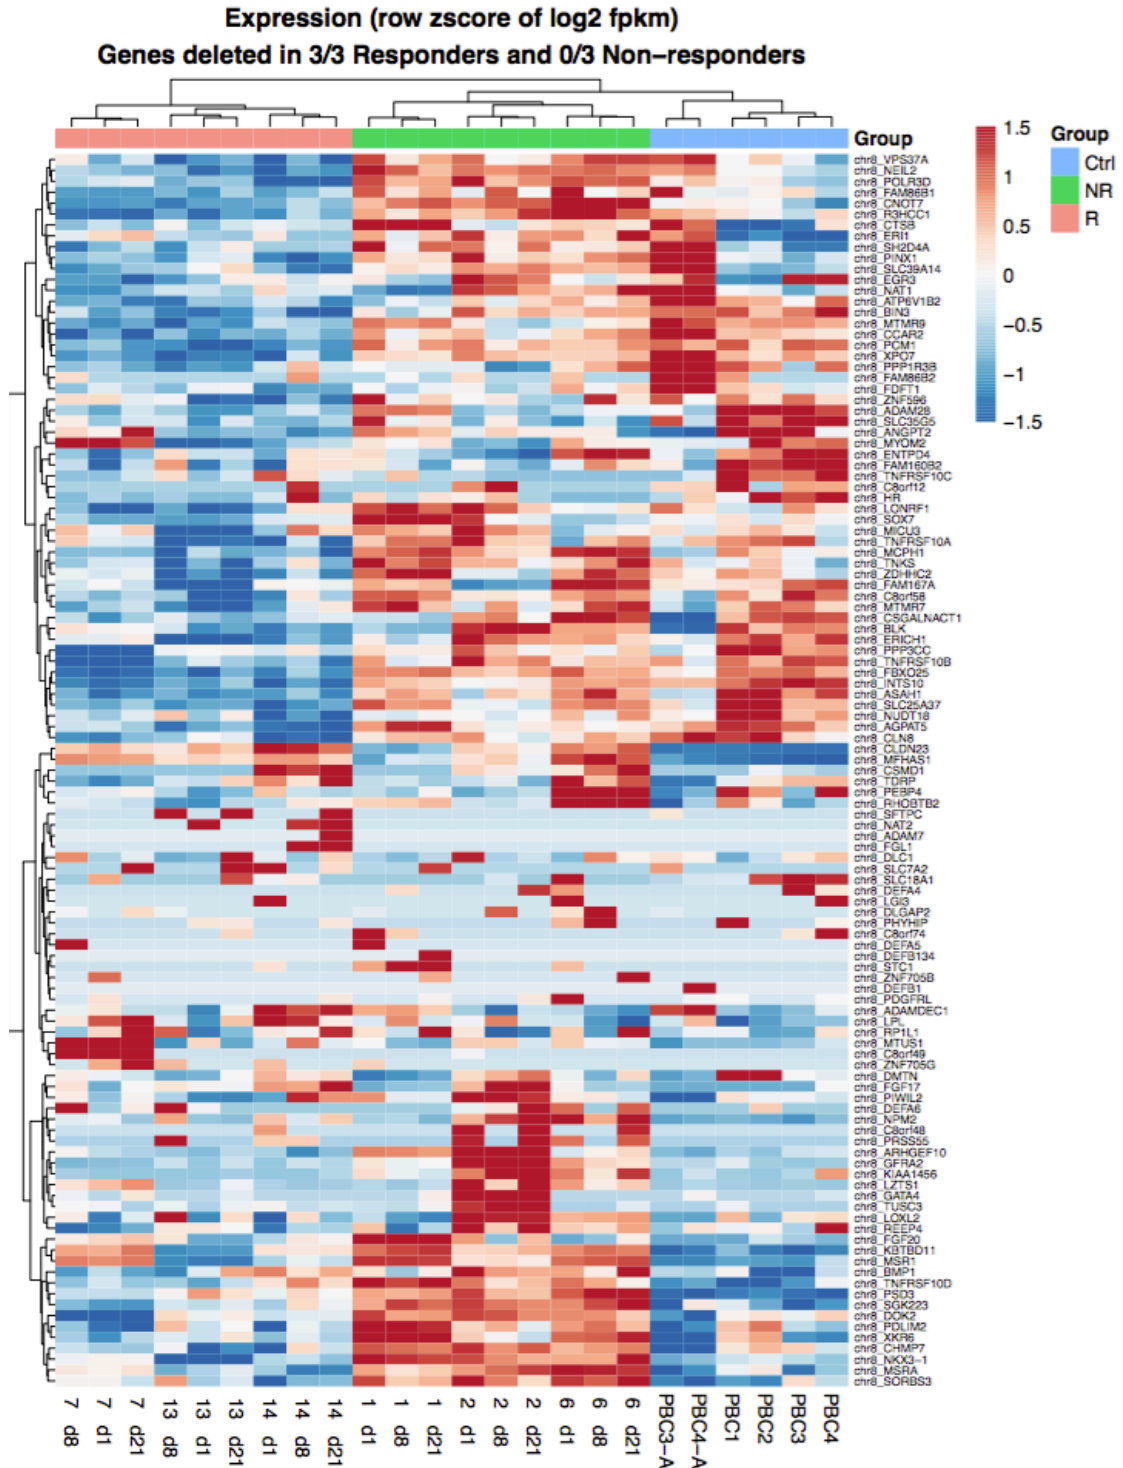 Expression (row zscore of log2 fpkm)
Genes deleted in 3/3 Responders and 0/3 Non−responders
Group
chr8_VPS37A
chr8_NEIL2
chr8_POLR3D
chr8_FAM86B1
chr8_CNOT7
chr8_R3HCC1
chr8_CTSB
chr8_ERI1
chr8_SH2D4A
chr8_PINX1
chr8_SLC39A14
chr8_EGR3
chr8_NAT1
chr8_ATP6V1B2
chr8_BIN3
chr8_MTMR9
chr8_CCAR2
chr8_PCM1
chr8_XPO7
chr8_PPP1R3B
chr8_FAM86B2
chr8_FDFT1
chr8_ZNF596
chr8_ADAM28
chr8_SLC35G5
chr8_ANGPT2
chr8_MYOM2
chr8_ENTPD4
chr8_FAM160B2
chr8_TNFRSF10C
chr8_C8orf12
chr8_HR
chr8_LONRF1
chr8_SOX7
chr8_MICU3
chr8_TNFRSF10A
chr8_MCPH1
chr8_TNKS
chr8_ZDHHC2
chr8_FAM167A
chr8_C8orf58
chr8_MTMR7
chr8_CSGALNACT1
chr8_BLK
chr8_ERICH1
chr8_PPP3CC
chr8_TNFRSF10B
chr8_FBXO25
chr8_INTS10
chr8_ASAH1
chr8_SLC25A37
chr8_NUDT18
chr8_AGPAT5
chr8_CLN8
chr8_CLDN23
chr8_MFHAS1
chr8_CSMD1
chr8_TDRP
chr8_PEBP4
chr8_RHOBTB2
chr8_SFTPC
chr8_NAT2
chr8_ADAM7
chr8_FGL1
chr8_DLC1
chr8_SLC7A2
chr8_SLC18A1
chr8_DEFA4
chr8_LGI3
chr8_DLGAP2
chr8_PHYHIP
chr8_C8orf74
chr8_DEFA5
chr8_DEFB134
chr8_STC1
chr8_ZNF705B
chr8_DEFB1
chr8_PDGFRL
chr8_ADAMDEC1
chr8_LPL
chr8_RP1L1
chr8_MTUS1
chr8_C8orf49
chr8_ZNF705G
chr8_DMTN
chr8_FGF17
chr8_PIWIL2
chr8_DEFA6
chr8_NPM2
chr8_C8orf48
chr8_PRSS55
chr8_ARHGEF10
chr8_GFRA2
chr8_KIAA1456
chr8_LZTS1
chr8_GATA4
chr8_TUSC3
chr8_LOXL2
chr8_REEP4
chr8_FGF20
chr8_KBTBD11
chr8_MSR1
chr8_BMP1
chr8_TNFRSF10D
chr8_PSD3
chr8_SGK223
chr8_DOK2
chr8_PDLIM2
chr8_XKR6
chr8_CHMP7
chr8_NKX3−1
chr8_MSRA
chr8_SORBS3
7 d8
7 d1
7 d21
13 d8
13 d1
13 d21
14 d1
14 d8
14 d21
1 d1
1 d8
1 d21
2 d1
2 d8
2 d21
6 d1
6 d8
6 d21
PBC3−A
PBC4−A
PBC1
PBC2
PBC3
PBC4
1.5
1
0.5
0
−0.5
−1
−1.5
Group
Ctrl
NR
R